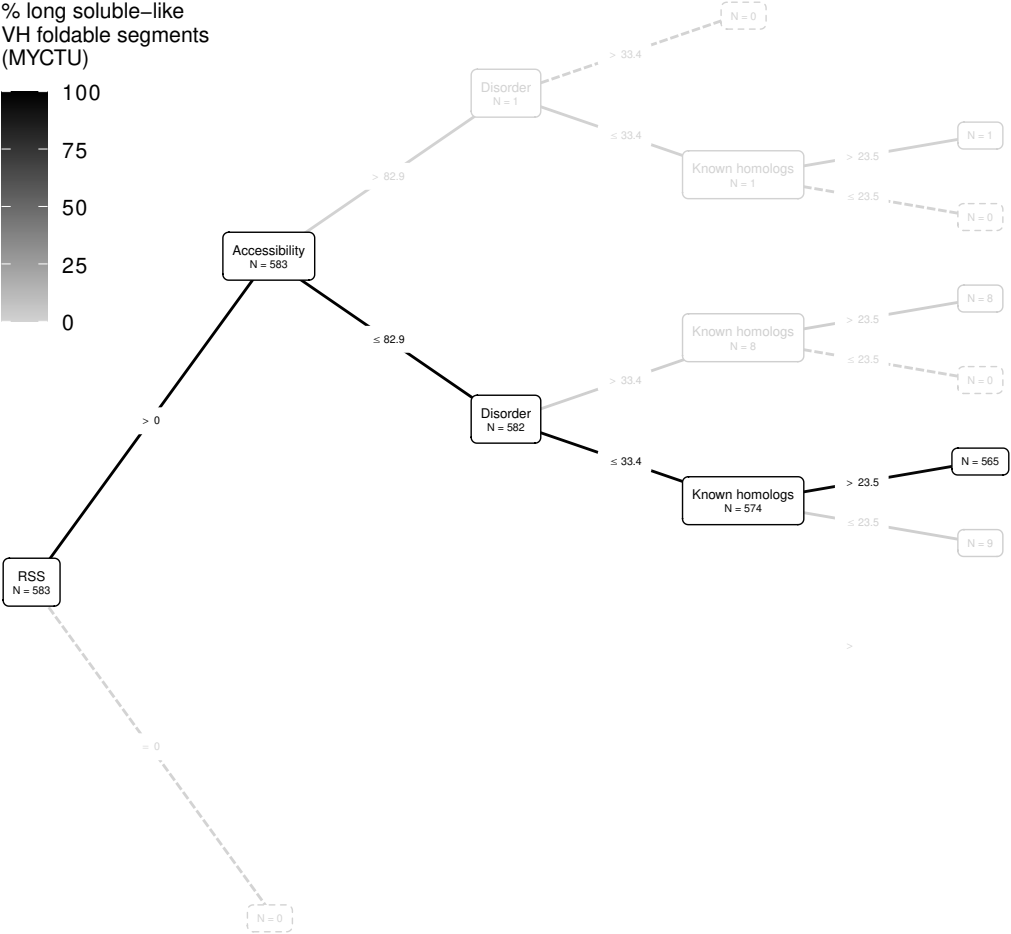 % long soluble−like
VH foldable segments
(MYCTU)
100
75
50
25
0
N = 0
> 33.4
Disorder
N = 1
≤ 33.4
N = 1
> 23.5
Known homologs
N = 1
> 82.9
≤ 23.5
N = 0
Accessibility
N = 583
N = 8
> 23.5
Known homologs
N = 8
≤ 82.9
≤ 23.5
> 33.4
N = 0
Disorder
N = 582
> 0
≤ 33.4
N = 565
> 23.5
Known homologs
N = 574
≤ 23.5
N = 9
RSS
N = 583
>
= 0
N = 0